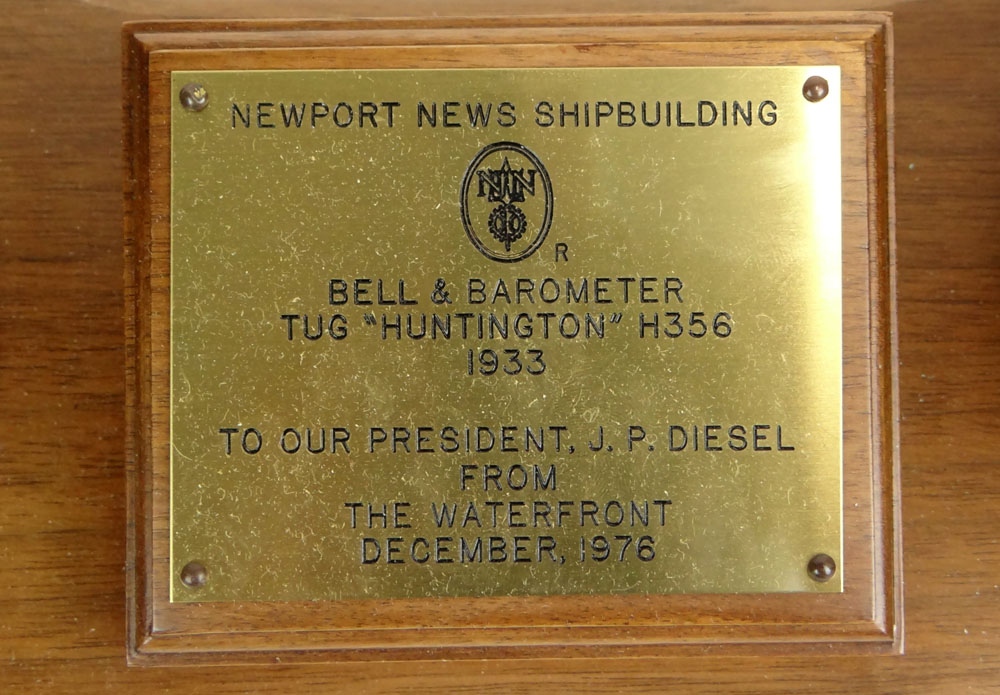 NEWPORT NEWS SHIPBUILDING
R
BELL & BAROMETER
TUG "HUNTINGTON" H356
1933
TO OUR PRESIDENT, J. P. DIESEL
FROM
THE WATERFRONT
DECEMBER, 1976